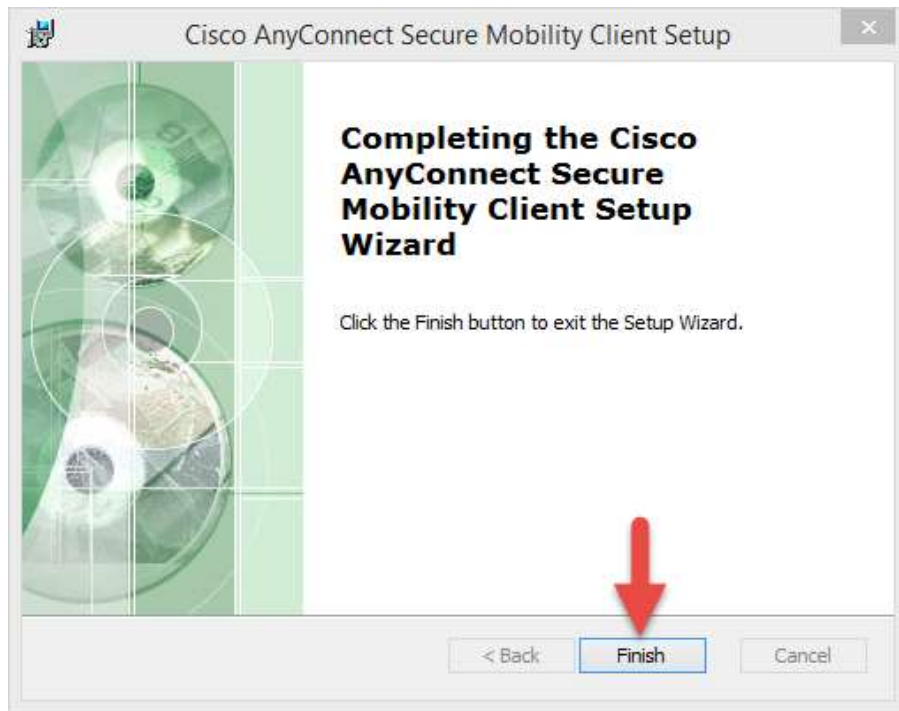 Cisco AnyConnect Secure Mobility Client Setup
Completing the Cisco
AnyConnect Secure
Mobility Client Setup
Wizard
Click the Finish button to exit the Setup Wizard.
< Back Finish Cancel